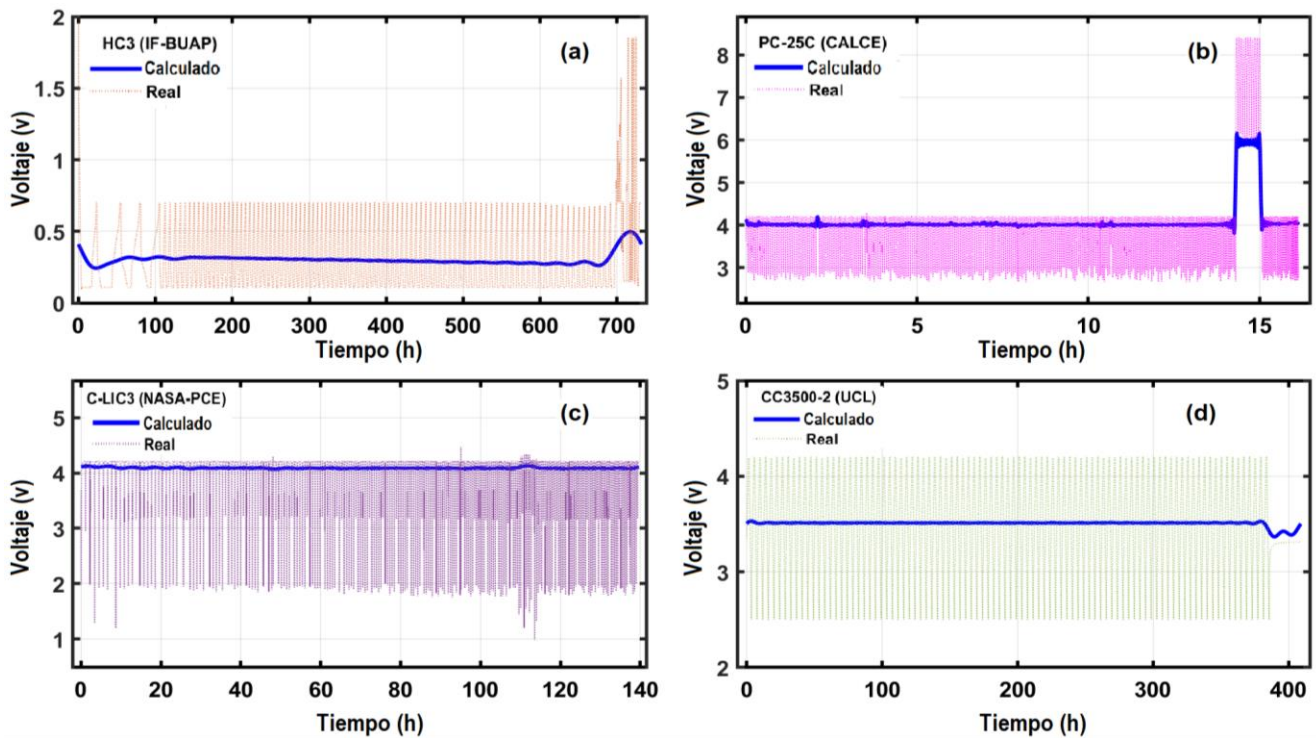 HC3 (IF-BUAP)
Calculado
Real
(a)
Voltaje (v)
2
1.5
1
0.5
0
0 100 200 300 400 500 600 700
Tiempo (h)
PC-25C (CALCE)
Calculado
Real
(b)
Voltaje (v)
8
7
6
5
4
3
0 5 10 15
Tiempo (h)
C-LIC3 (NASA-PCE)
Calculado
Real
(c)
Voltaje (v)
5
4
3
2
1
0 20 40 60 80 100 120 140
Tiempo (h)
CC3500-2 (UCL)
Calculado
Real
(d)
Voltaje (v)
5
4
3
2
0 100 200 300 400
Tiempo (h)